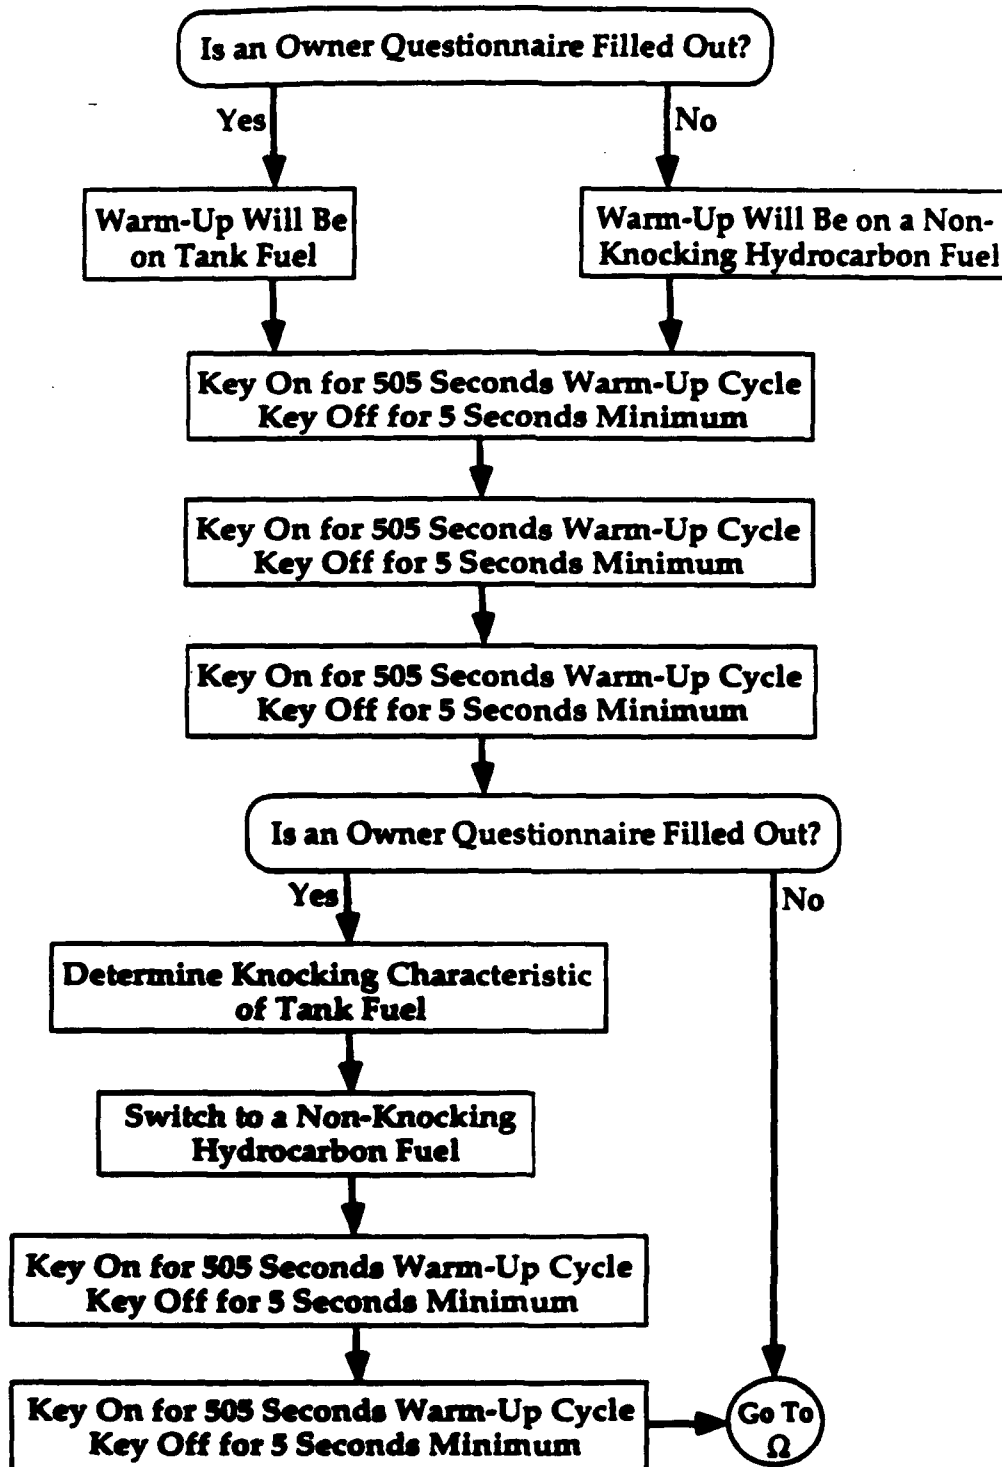 Is an Owner Questionnaire Filled Out?
Yes
No
Warm-Up Will Be
on Tank Fuel
Warm-Up Will Be on a Non-
Knocking Hydrocarbon Fuel
Key On for 505 Seconds Warm-Up Cycle
Key Off for 5 Seconds Minimum
Key On for 505 Seconds Warm-Up Cycle
Key Off for 5 Seconds Minimum
Key On for 505 Seconds Warm-Up Cycle
Key Off for 5 Seconds Minimum
Is an Owner Questionnaire Filled Out?
Yes
No
Determine Knocking Characteristic
of Tank Fuel
Switch to a Non-Knocking
Hydrocarbon Fuel
Key On for 505 Seconds Warm-Up Cycle
Key Off for 5 Seconds Minimum
Key On for 505 Seconds Warm-Up Cycle
Key Off for 5 Seconds Minimum
Go To
Ω